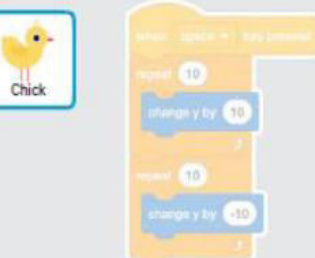 Chick
when space key pressed
repeat 10
change y by 10
repeat 10
change y by -10